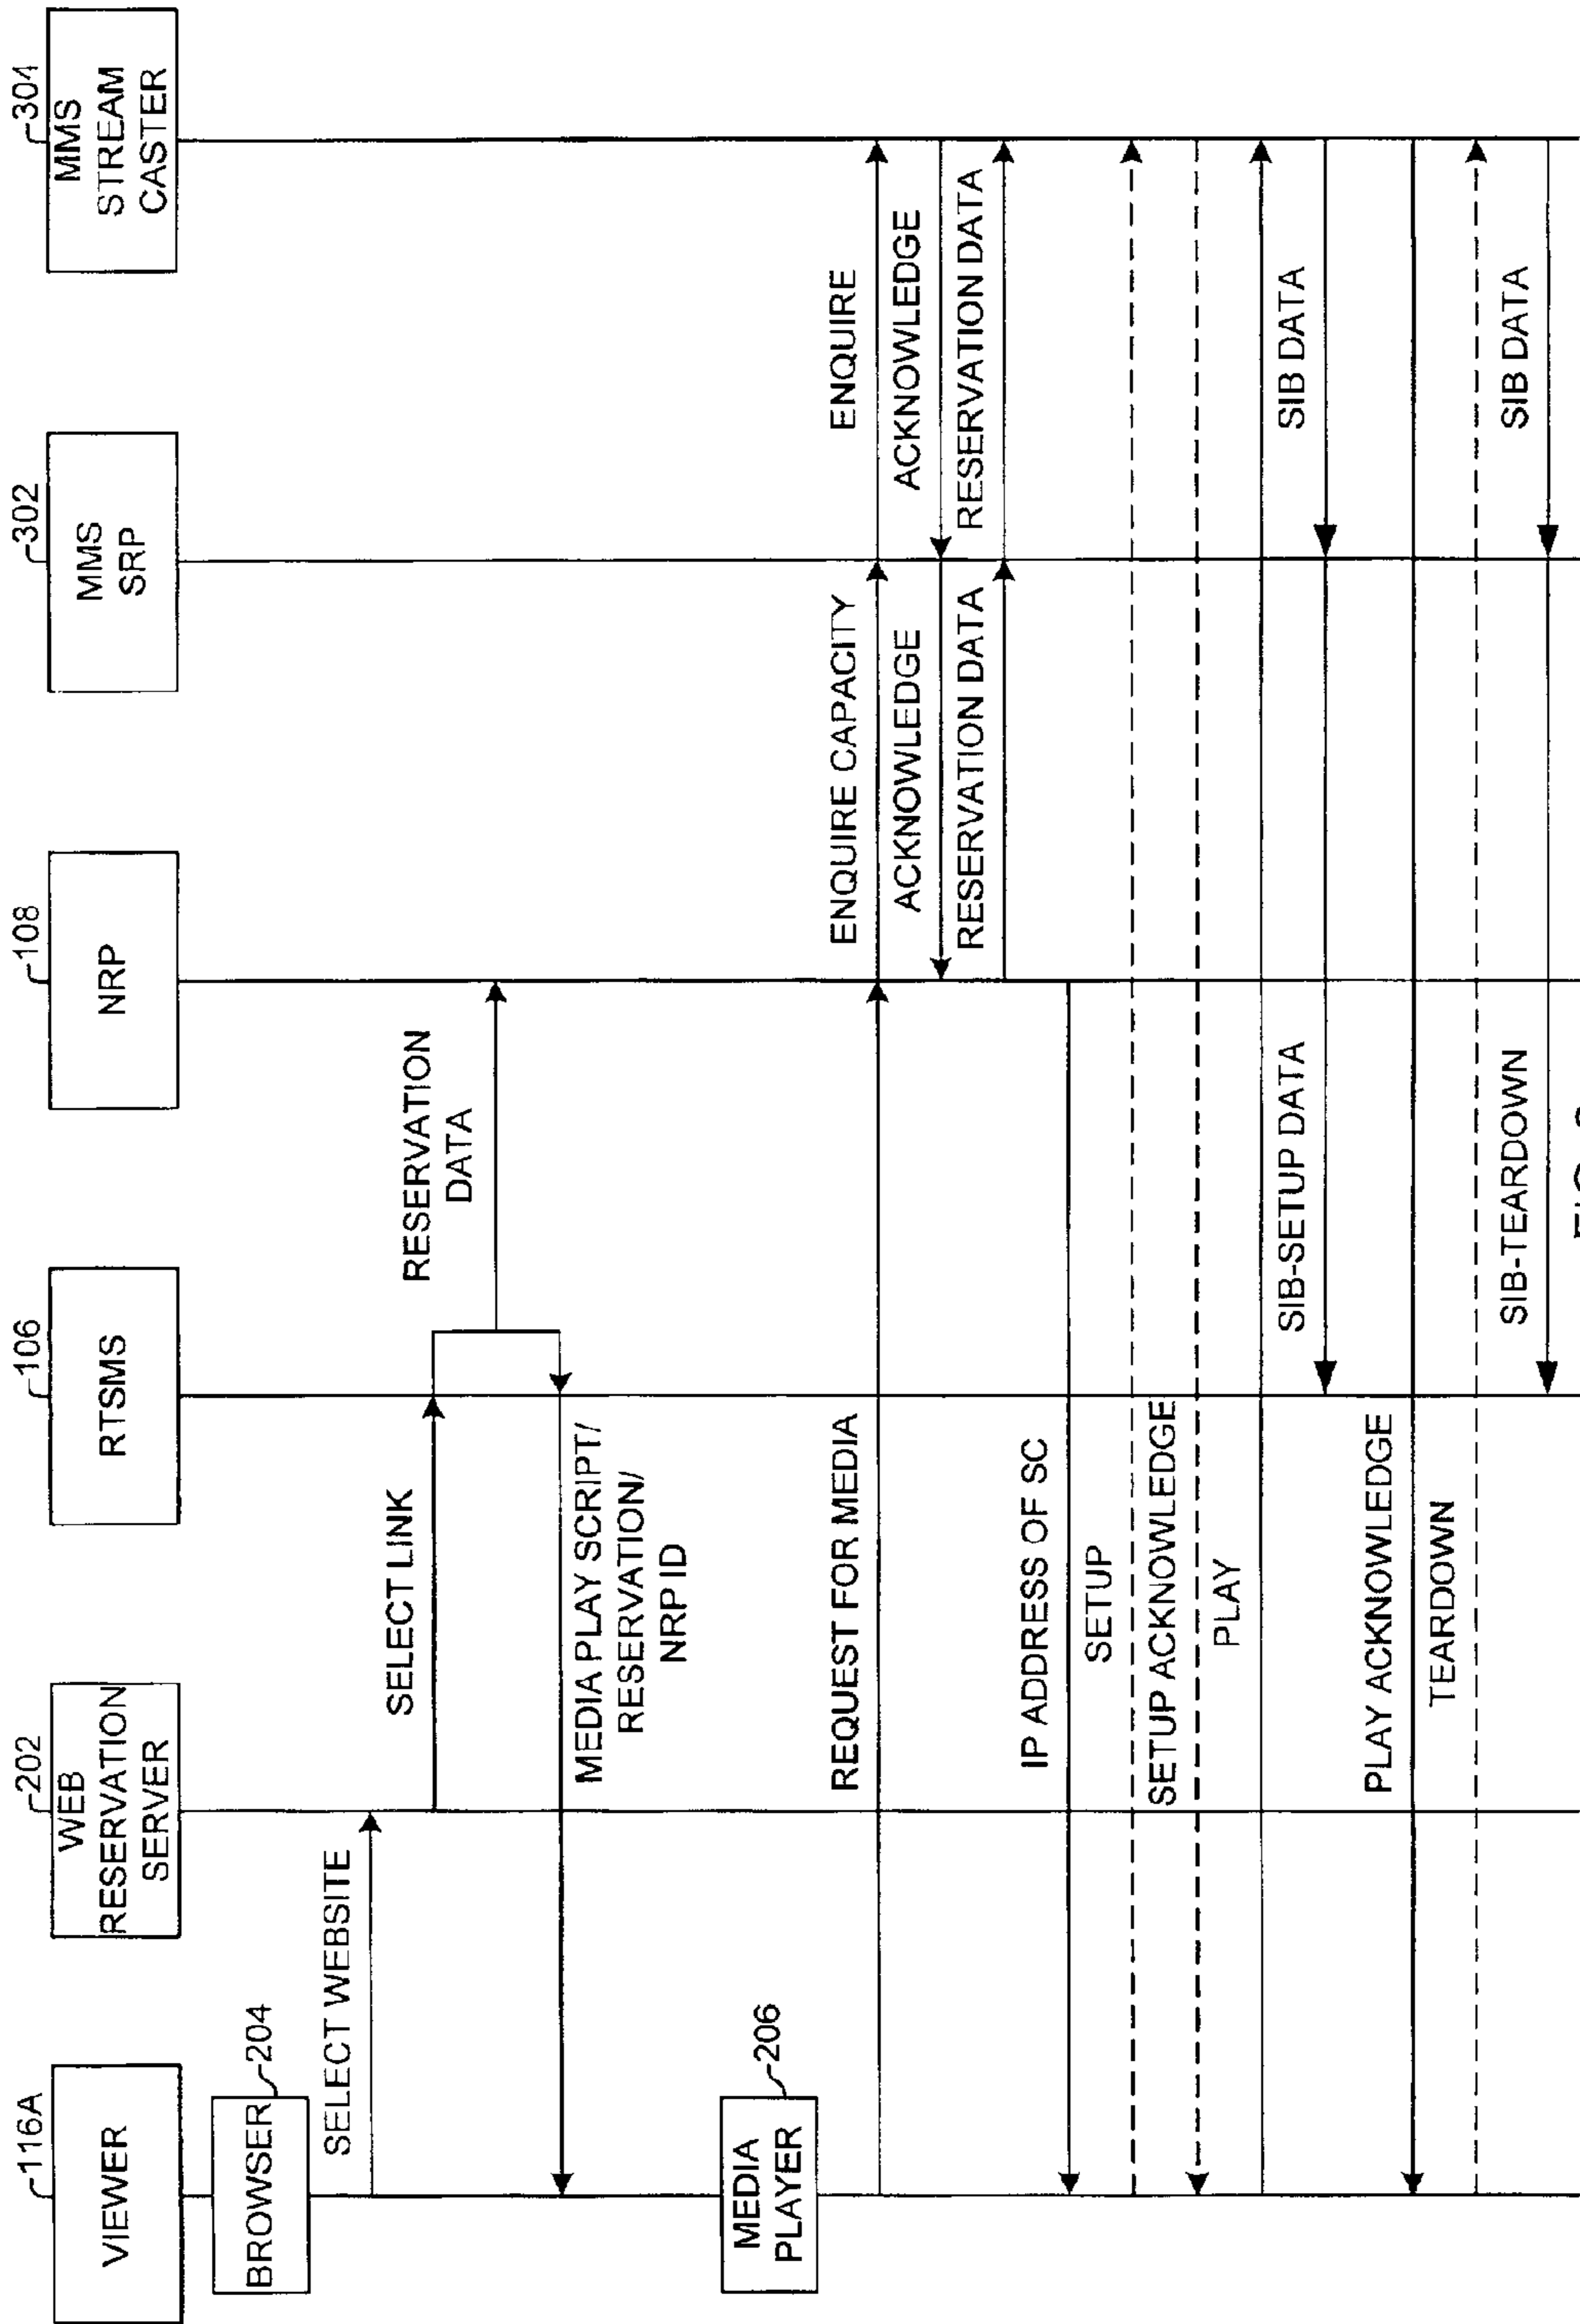 116A
VIEWER
BROWSER
204
202
WEB
RESERVATION
SERVER
106
RTSMS
108
NRP
302
MMS
SRP
304
MMS
STREAM
CASTER
SELECT WEBSITE
SELECT LINK
RESERVATION
DATA
MEDIA PLAY SCRIPT/
RESERVATION/
NRP ID
MEDIA
PLAYER
206
REQUEST FOR MEDIA
ENQUIRE CAPACITY
ENQUIRE
ACKNOWLEDGE
ACKNOWLEDGE
RESERVATION DATA
RESERVATION DATA
IP ADDRESS OF SC
SETUP
SETUP ACKNOWLEDGE
PLAY
SIB-SETUP DATA
SIB DATA
PLAY ACKNOWLEDGE
TEARDOWN
SIB-TEARDOWN
SIB DATA